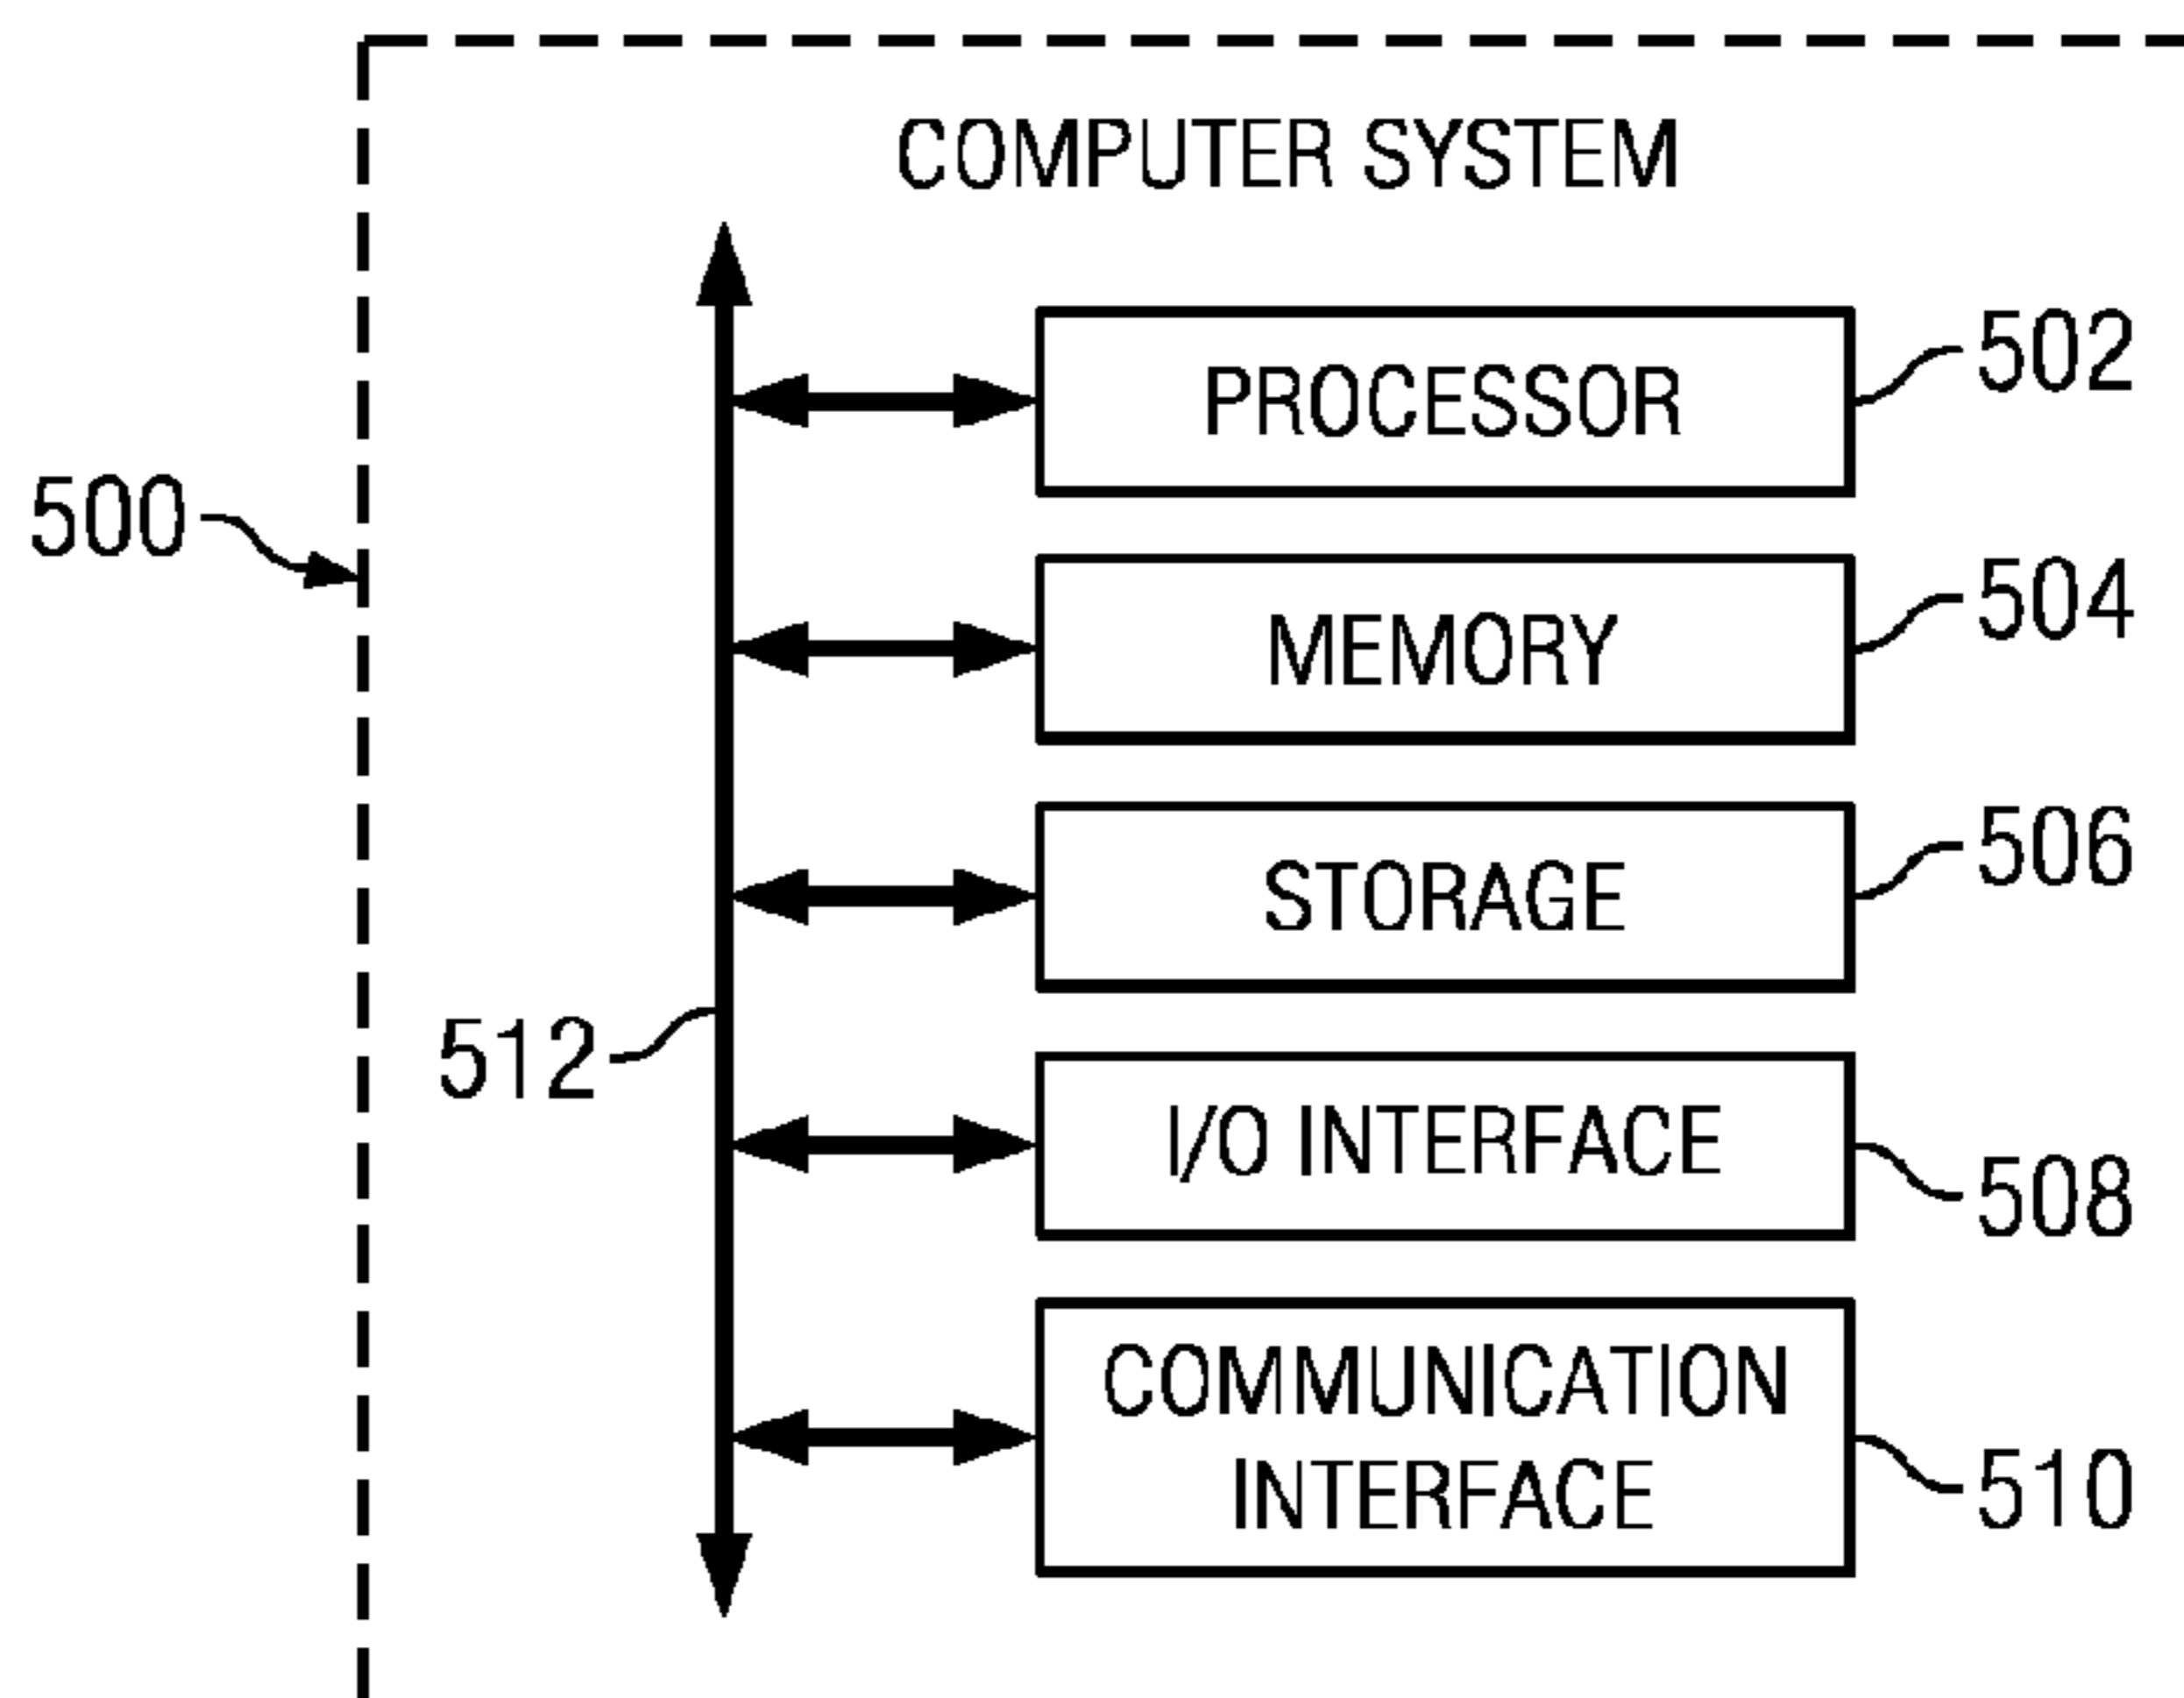 COMPUTER SYSTEM
PROCESSOR
502
500
MEMORY
504
STORAGE
506
512
I/O INTERFACE
508
COMMUNICATION
INTERFACE
510